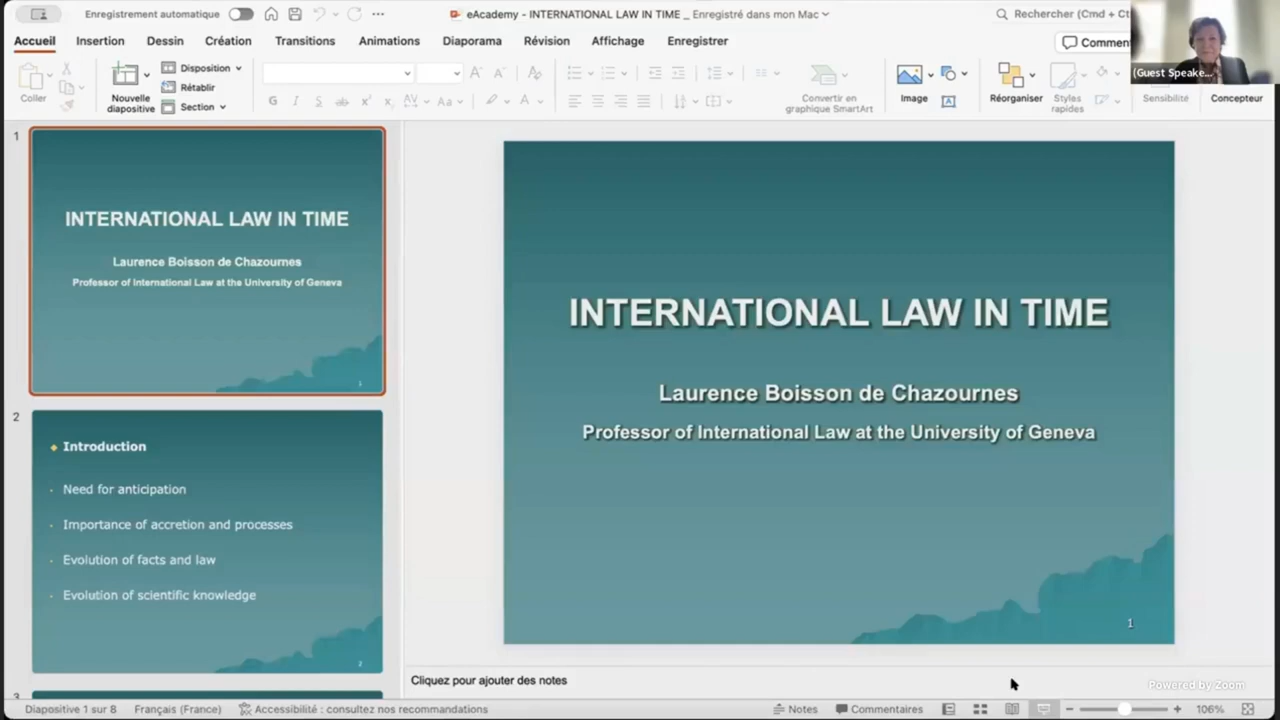 Enregistrement automatique
eAcademy - INTERNATIONAL LAW IN TIME _ Enregistré dans mon Mac
Rechercher (Cmd + Ct
Accueil
Insertion
Dessin
Création
Transitions
Animations
Diaporama
Révision
Affichage
Enregistrer
Comment
(Guest Speake...
Coller
Nouvelle
diapositive
Disposition
Rétablir
Section
G
I
S
ab
Convertir en
graphique SmartArt
Image
Réorganiser
Styles
rapides
Sensibilité
Concepteur
1
INTERNATIONAL LAW IN TIME
Laurence Boisson de Chazournes
Professor of International Law at the University of Geneva
1
2
Introduction
Need for anticipation
Importance of accretion and processes
Evolution of facts and law
Evolution of scientific knowledge
2
3
INTERNATIONAL LAW IN TIME
Laurence Boisson de Chazournes
Professor of International Law at the University of Geneva
1
Cliquez pour ajouter des notes
Powered by Zoom
Diapositive 1 sur 8
Français (France)
Accessibilité : consultez nos recommandations
Notes
Commentaires
106%